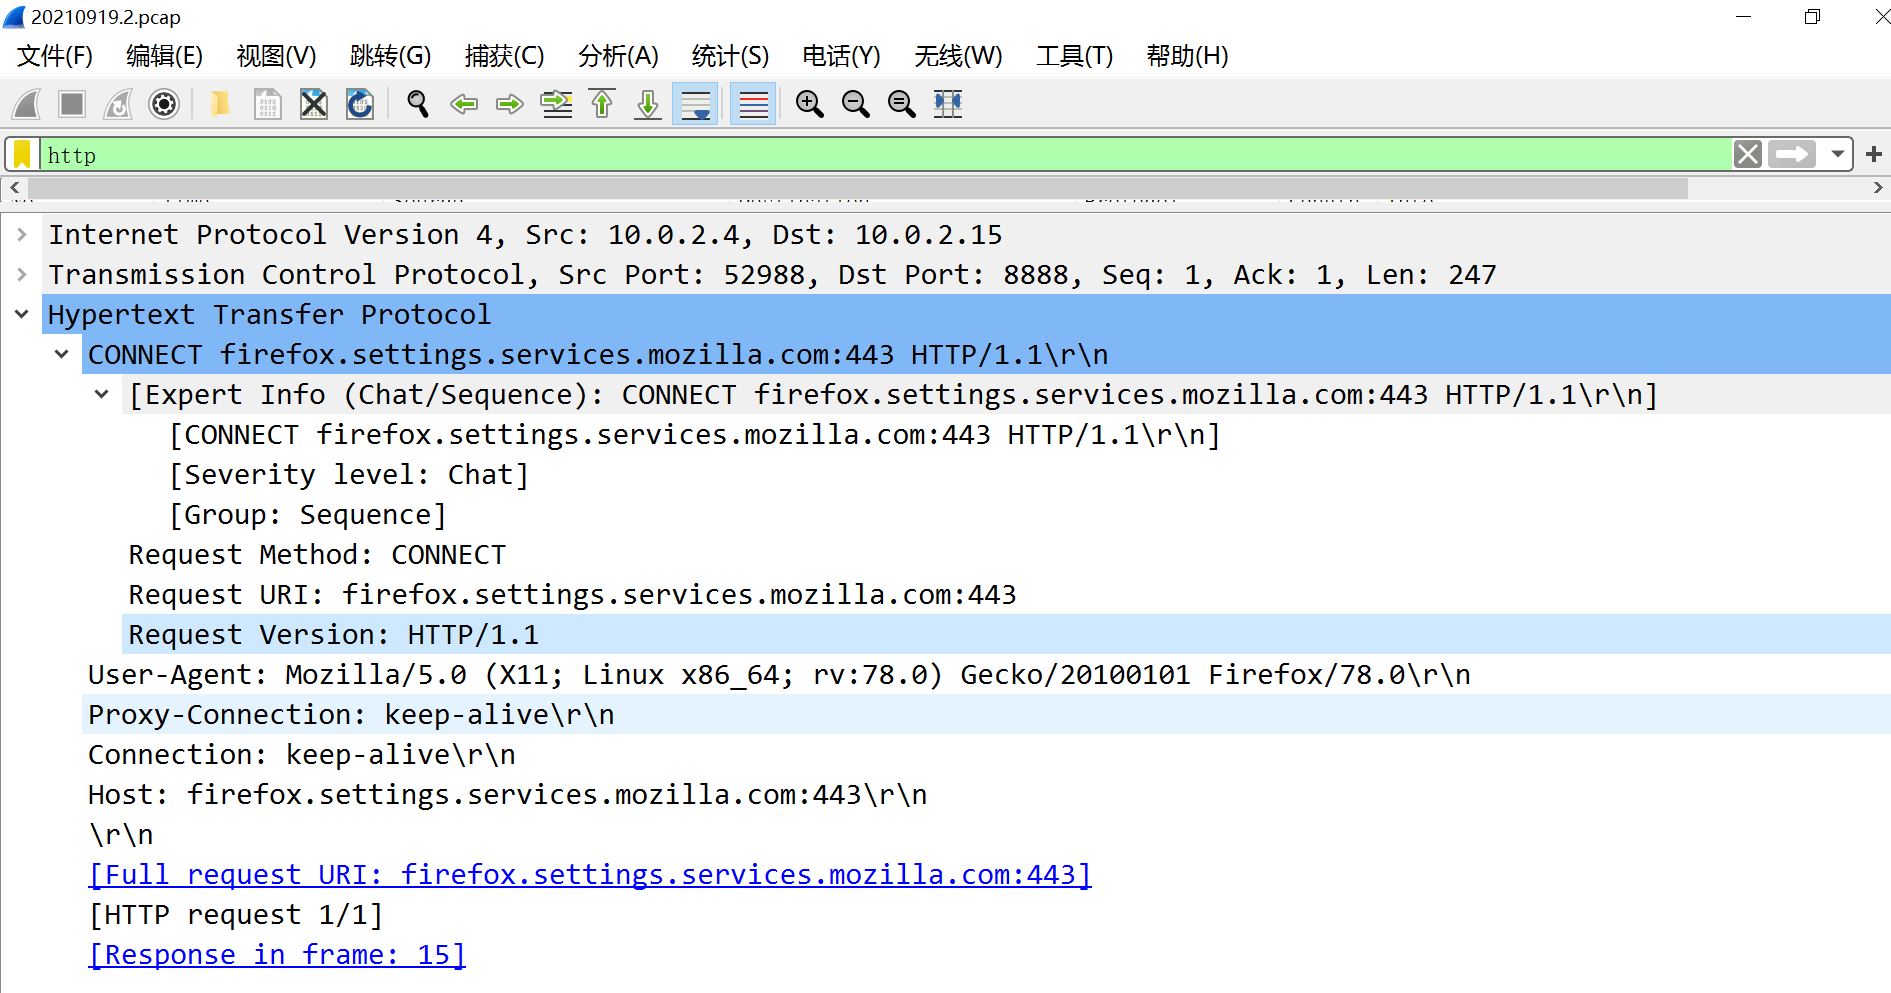 20210919.2.pcap
文件(F) 编辑(E) 视图(V) 跳转(G) 捕获(C) 分析(A) 统计(S) 电话(Y) 无线(W) 工具(T) 帮助(H)
http
Internet Protocol Version 4, Src: 10.0.2.4, Dst: 10.0.2.15
Transmission Control Protocol, Src Port: 52988, Dst Port: 8888, Seq: 1, Ack: 1, Len: 247
Hypertext Transfer Protocol
CONNECT firefox.settings.services.mozilla.com:443 HTTP/1.1\r\n
[Expert Info (Chat/Sequence): CONNECT firefox.settings.services.mozilla.com:443 HTTP/1.1\r\n]
[CONNECT firefox.settings.services.mozilla.com:443 HTTP/1.1\r\n]
[Severity level: Chat]
[Group: Sequence]
Request Method: CONNECT
Request URI: firefox.settings.services.mozilla.com:443
Request Version: HTTP/1.1
User-Agent: Mozilla/5.0 (X11; Linux x86_64; rv:78.0) Gecko/20100101 Firefox/78.0\r\n
Proxy-Connection: keep-alive\r\n
Connection: keep-alive\r\n
Host: firefox.settings.services.mozilla.com:443\r\n
\r\n
[Full request URI: firefox.settings.services.mozilla.com:443]
[HTTP request 1/1]
[Response in frame: 15]